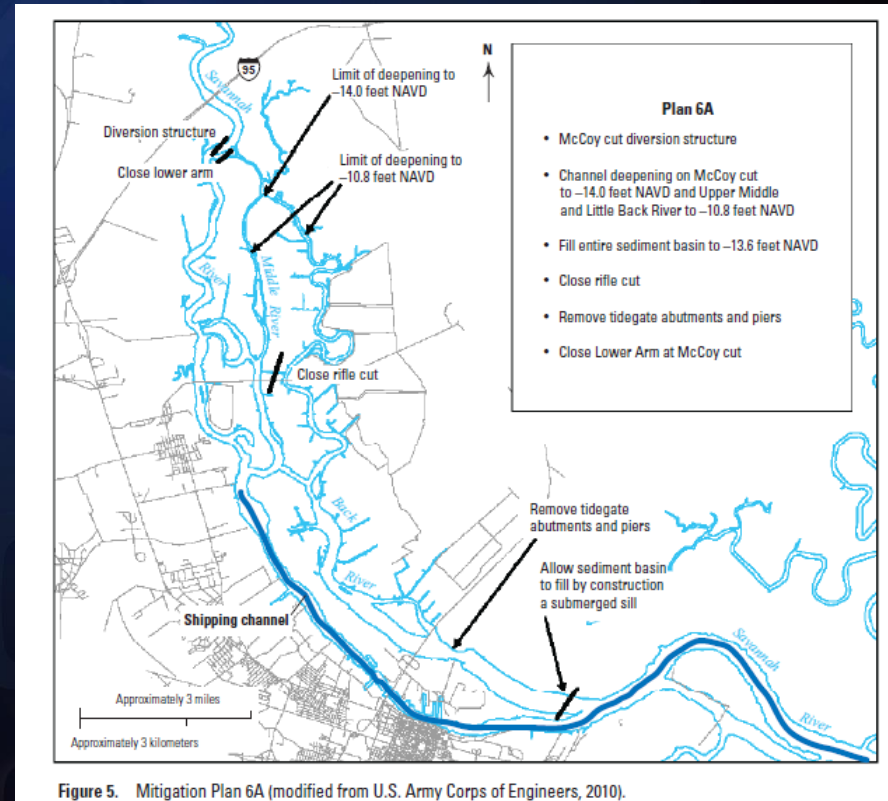 N
95
Savannah
River
Limit of deepening to
–14.0 feet NAVD
Diversion structure
Close lower arm
Limit of deepening to
–10.8 feet NAVD
Middle River
Close rifle cut
Back
River
Shipping channel
Remove tidegate
abutments and piers
Allow sediment basin
to fill by construction
a submerged sill
Savannah
River
Approximately 3 miles
Approximately 3 kilometers
Plan 6A
• McCoy cut diversion structure
• Channel deepening on McCoy cut
to –14.0 feet NAVD and Upper Middle
and Little Back River to –10.8 feet NAVD
• Fill entire sediment basin to –13.6 feet NAVD
• Close rifle cut
• Remove tidegate abutments and piers
• Close Lower Arm at McCoy cut
Figure 5. Mitigation Plan 6A (modified from U.S. Army Corps of Engineers, 2010).